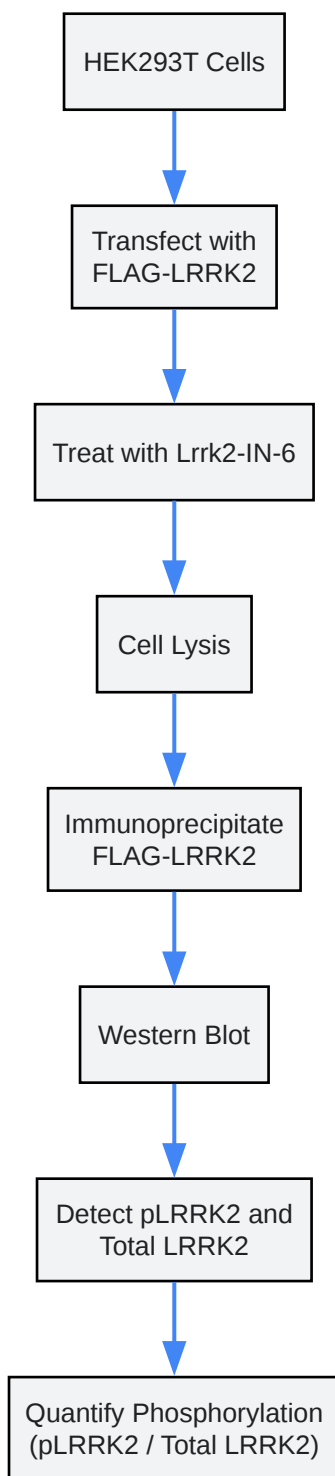 HEK293T Cells
Transfect with
FLAG-LRRK2
Treat with Lrrk2-IN-6
Cell Lysis
Immunoprecipitate
FLAG-LRRK2
Western Blot
Detect pLRRK2 and
Total LRRK2
Quantify Phosphorylation
(pLRRK2 / Total LRRK2)